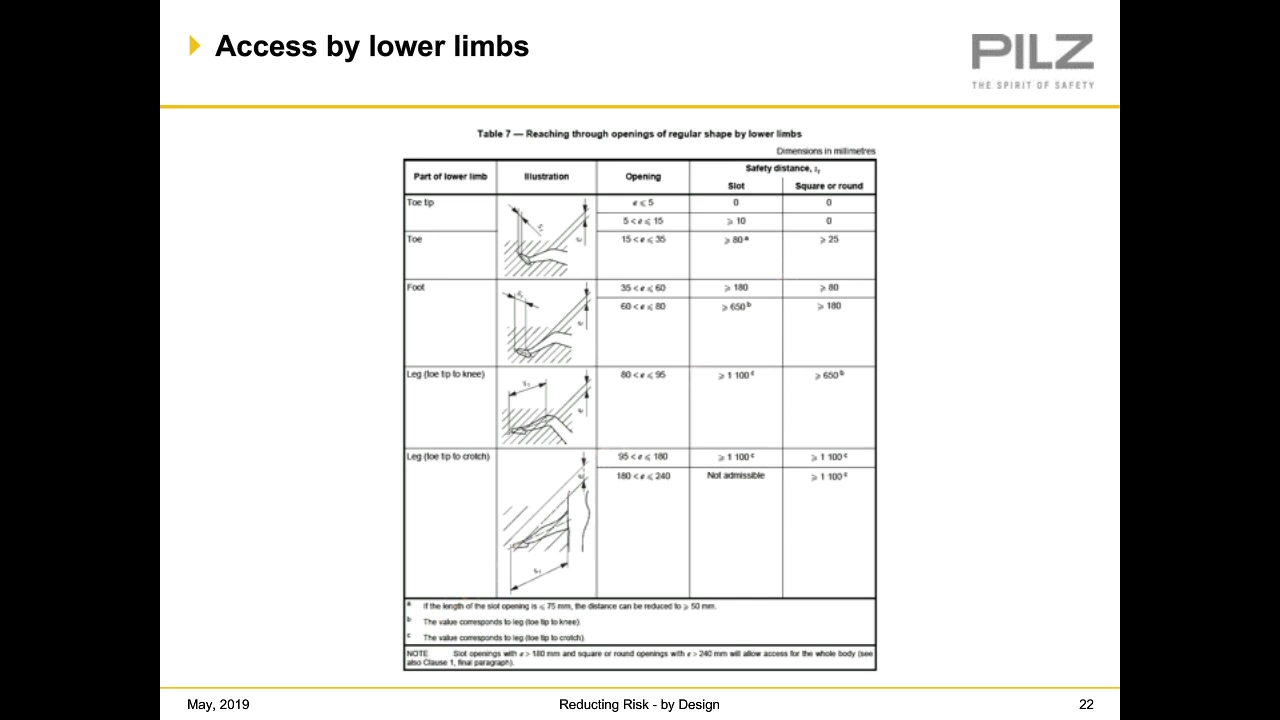 Access by lower limbs
PILZ
THE SPIRIT OF SAFETY
Table 7 — Reaching through openings of regular shape by lower limbs
Dimensions in millimetres
Part of lower limb Illustration Opening Safety distance, sr
Slot Square or round
Toe tip e ⩽ 5 0 0
5 < e ⩽ 15 ⩾ 10 0
Toe 15 < e ⩽ 35 ⩾ 80 a ⩾ 25
Foot 35 < e ⩽ 60 ⩾ 180 ⩾ 80
60 < e ⩽ 80 ⩾ 650 b ⩾ 180
Leg (toe tip to knee) 80 < e ⩽ 95 ⩾ 1 100 c ⩾ 650 b
Leg (toe tip to crotch) 95 < e ⩽ 180 ⩾ 1 100 c ⩾ 1 100 c
180 < e ⩽ 240 Not admissible ⩾ 1 100 c
a If the length of the slot opening is ⩽ 75 mm, the distance can be reduced to ⩾ 50 mm.
b The value corresponds to leg (toe tip to knee).
c The value corresponds to leg (toe tip to crotch).
NOTE Slot openings with e > 180 mm and square or round openings with e > 240 mm will allow access for the whole body (see
also Clause 1, final paragraph).
May, 2019 Reducting Risk - by Design 22